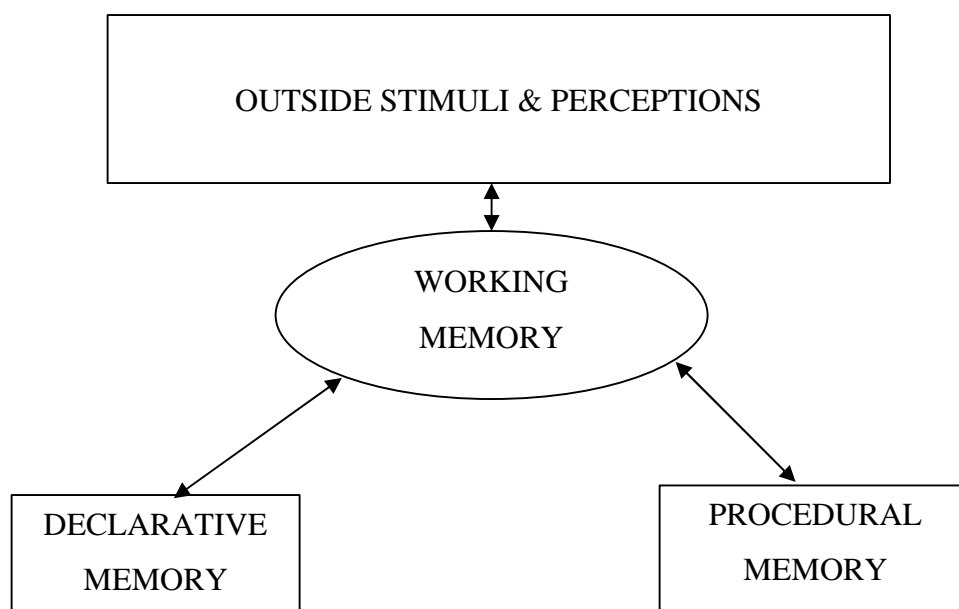 OUTSIDE STIMULI & PERCEPTIONS
WORKING
MEMORY
DECLARATIVE
MEMORY
PROCEDURAL
MEMORY